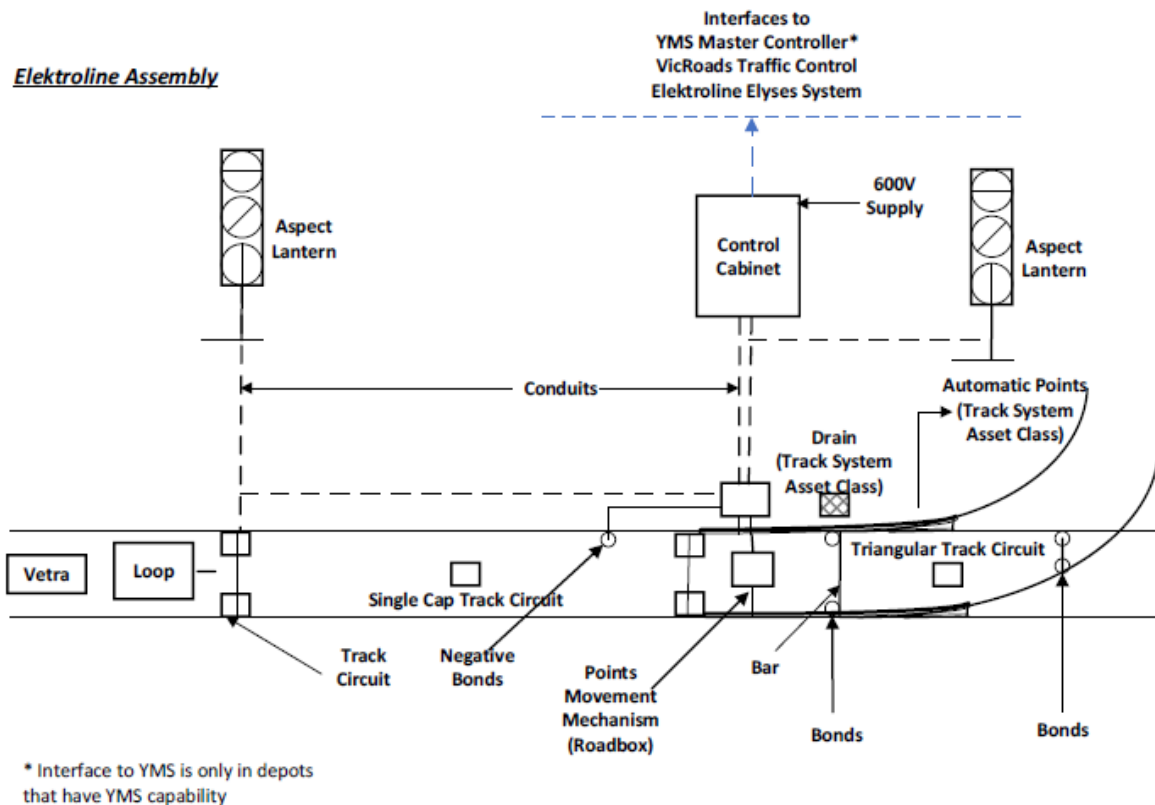 Elektroline Assembly
Interfaces to
YMS Master Controller*
VicRoads Traffic Control
Elektroline Elyses System
600V
Supply
Aspect
Lantern
Control
Cabinet
Aspect
Lantern
Conduits
Automatic Points
(Track System
Asset Class)
Drain
(Track System
Asset Class)
Vetra
Loop
Single Cap Track Circuit
Triangular Track Circuit
Track
Circuit
Negative
Bonds
Points
Movement
Mechanism
(Roadbox)
Bar
Bonds
Bonds
* Interface to YMS is only in depots
that have YMS capability